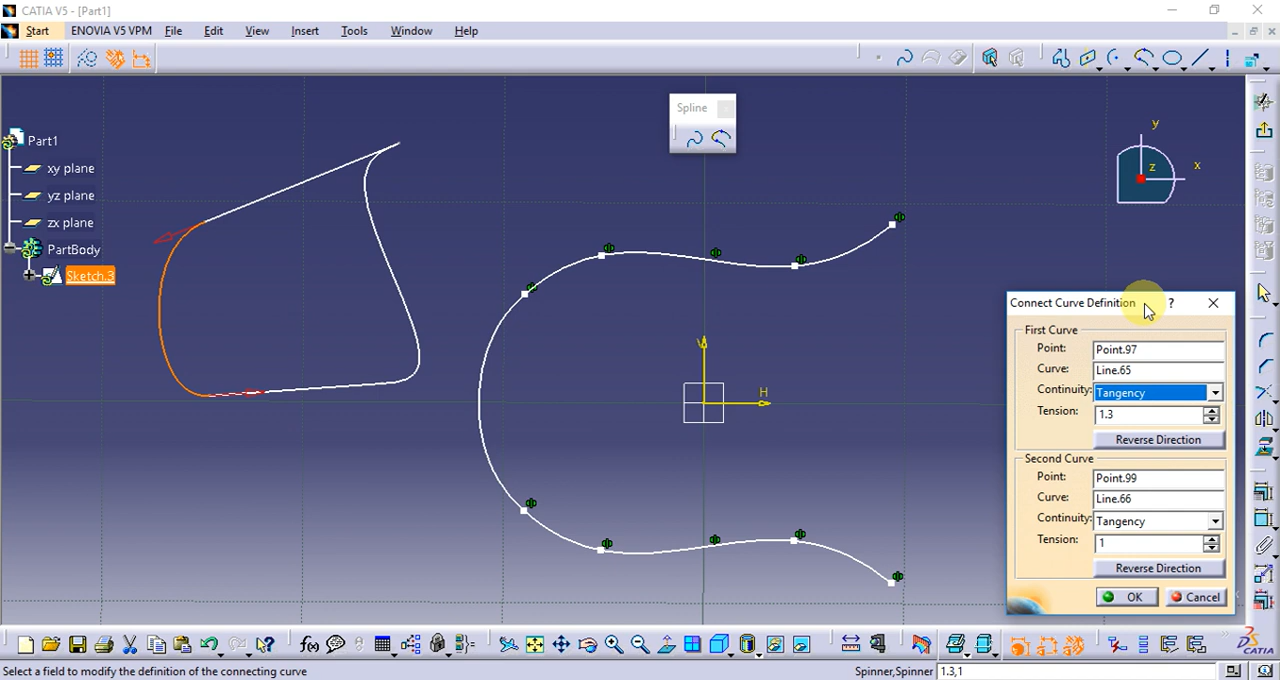 CATIA V5 - [Part1]
Start ENOVIA V5 VPM File Edit View Insert Tools Window Help
Spline
Part1
xy plane
yz plane
zx plane
PartBody
Sketch.3
y
x
z
V
H
Connect Curve Definition ?
First Curve
Point: Point.97
Curve: Line.65
Continuity: Tangency
Tension: 1.3
Reverse Direction
Second Curve
Point: Point.99
Curve: Line.66
Continuity: Tangency
Tension: 1
Reverse Direction
OK Cancel
f(x)
CATIA
Select a field to modify the definition of the connecting curve
Spinner,Spinner 1.3,1